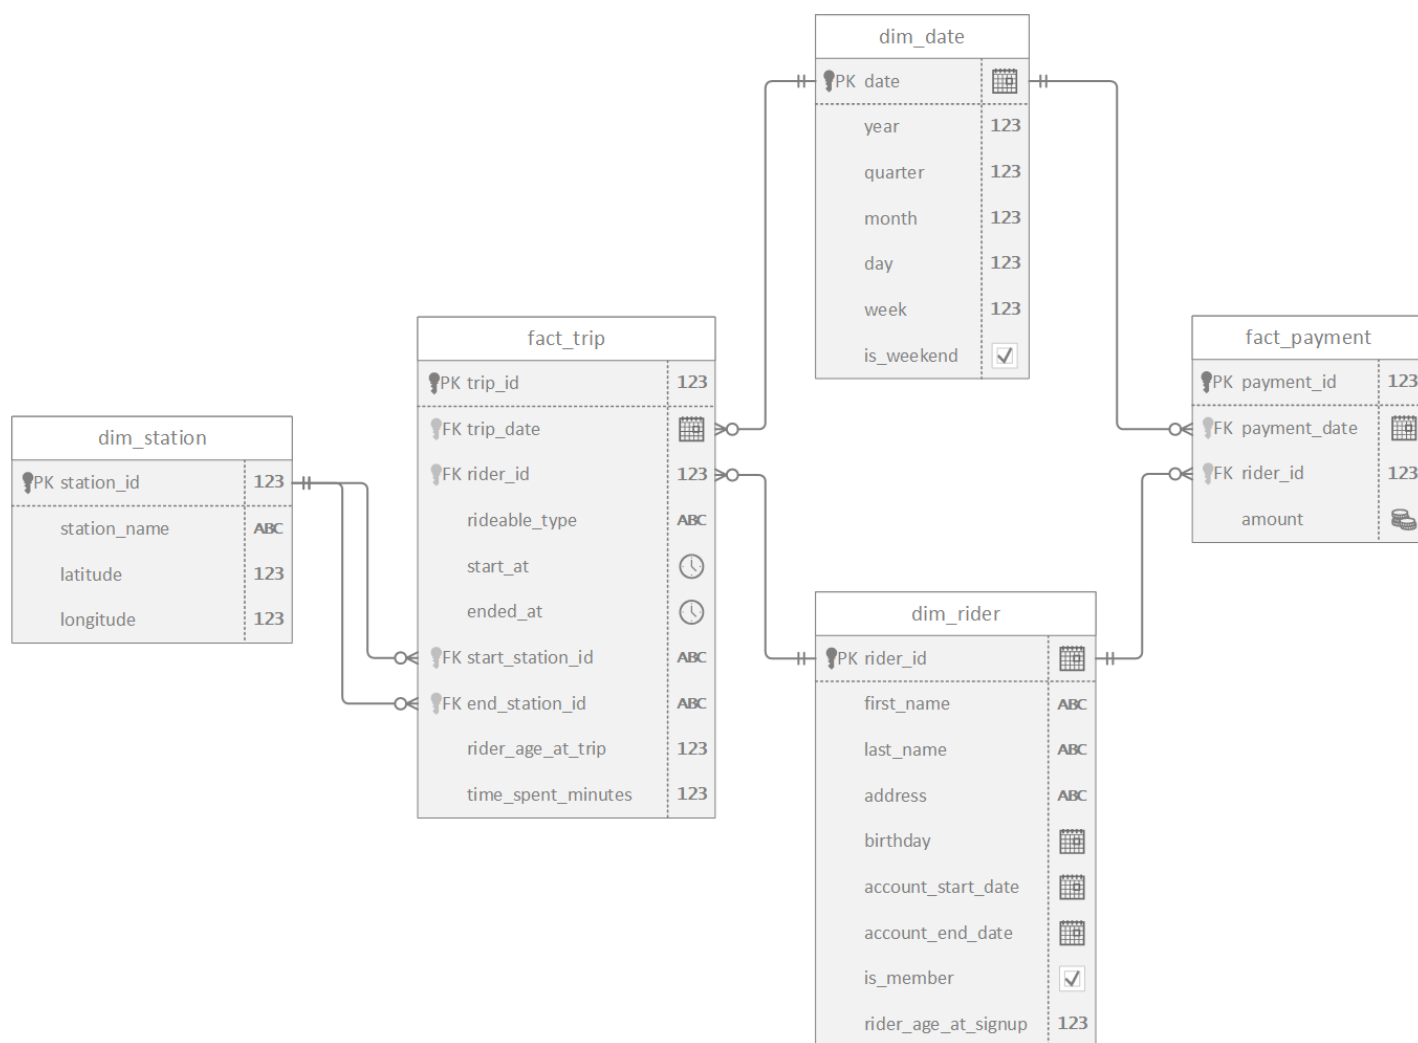 dim_date
PK date
year 123
quarter 123
month 123
day 123
week 123
is_weekend
fact_trip
PK trip_id 123
FK trip_date
FK rider_id 123
rideable_type ABC
start_at
ended_at
FK start_station_id ABC
FK end_station_id ABC
rider_age_at_trip 123
time_spent_minutes 123
fact_payment
PK payment_id 123
FK payment_date
FK rider_id 123
amount
dim_station
PK station_id 123
station_name ABC
latitude 123
longitude 123
dim_rider
PK rider_id
first_name ABC
last_name ABC
address ABC
birthday
account_start_date
account_end_date
is_member
rider_age_at_signup 123